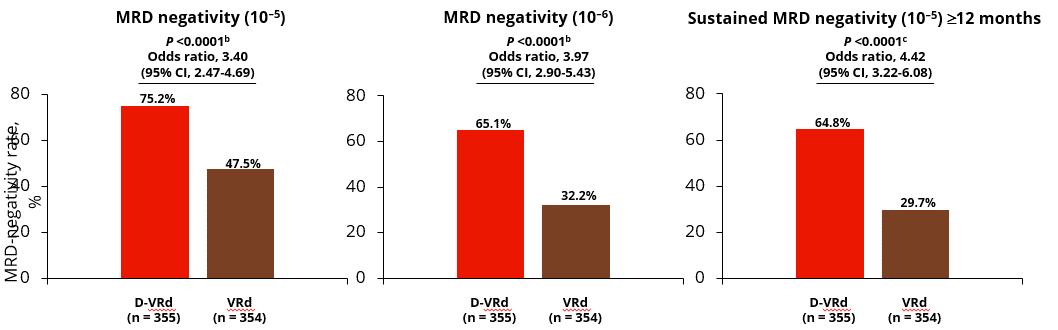 MRD negativity (10⁻⁵)
P <0.0001ᵇ
Odds ratio, 3.40
(95% CI, 2.47-4.69)
MRD-negativity rate,
%
80
60
40
20
0
75.2%
47.5%
D-VRd
(n = 355)
VRd
(n = 354)
MRD negativity (10⁻⁶)
P <0.0001ᵇ
Odds ratio, 3.97
(95% CI, 2.90-5.43)
80
60
40
20
0
65.1%
32.2%
D-VRd
(n = 355)
VRd
(n = 354)
Sustained MRD negativity (10⁻⁵) ≥12 months
P <0.0001ᶜ
Odds ratio, 4.42
(95% CI, 3.22-6.08)
80
60
40
20
0
64.8%
29.7%
D-VRd
(n = 355)
VRd
(n = 354)